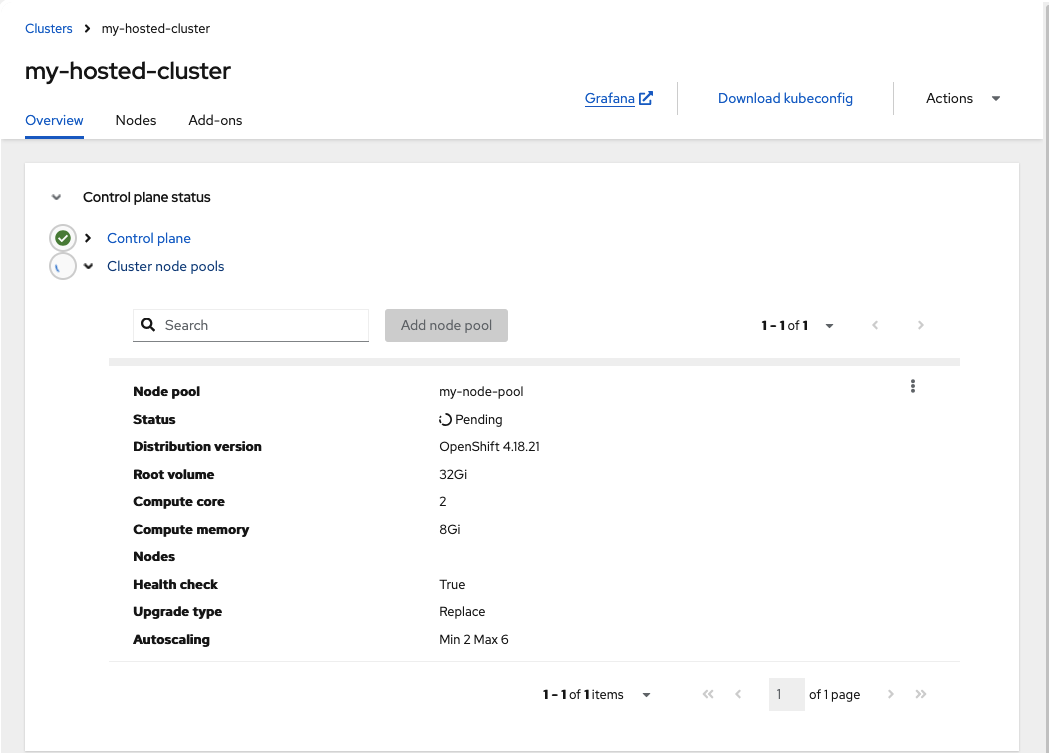 Clusters my-hosted-cluster
my-hosted-cluster
Grafana Download kubeconfig Actions
Overview Nodes Add-ons
Control plane status
Control plane
Cluster node pools
Search Add node pool 1 - 1 of 1
Node pool my-node-pool
Status Pending
Distribution version OpenShift 4.18.21
Root volume 32Gi
Compute core 2
Compute memory 8Gi
Nodes
Health check True
Upgrade type Replace
Autoscaling Min 2 Max 6
1 - 1 of 1 items 1 of 1 page